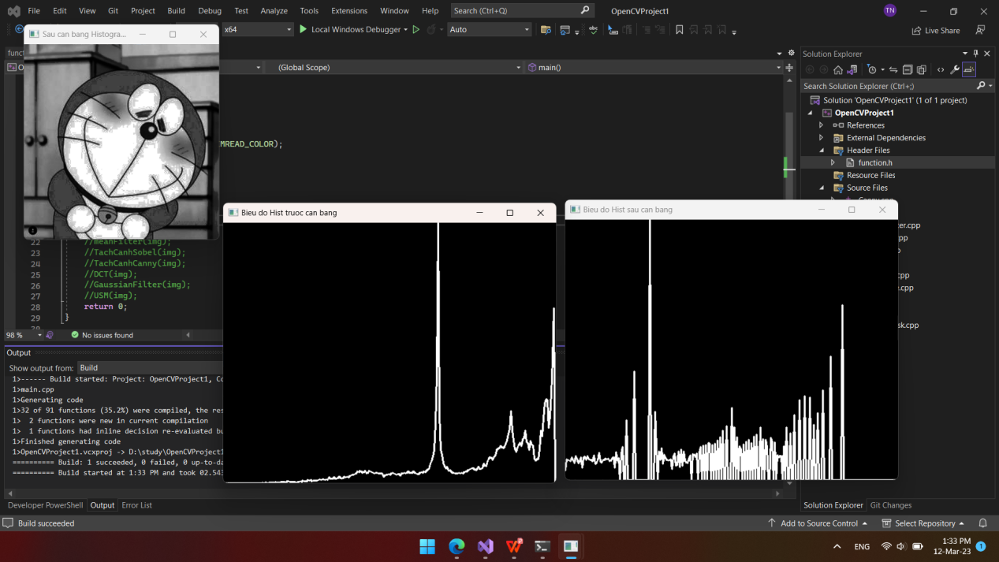 File Edit View Git Project Build Debug Test Analyze Tools Extensions Window Help Search (Ctrl+Q) OpenCVProject1 TN
x64 Local Windows Debugger Auto Live Share
Sau can bang Histogra...
func
(Global Scope) main()
MREAD_COLOR);
22 //meanFilter(img);
23 //TachCanhSobel(img);
24 //TachCanhCanny(img);
25 //DCT(img);
26 //GaussianFilter(img);
27 //USM(img);
28 return 0;
29 }
30
98 % No issues found
Bieu do Hist truoc can bang
Bieu do Hist sau can bang
Solution Explorer
Search Solution Explorer (Ctrl+;)
Solution 'OpenCVProject1' (1 of 1 project)
OpenCVProject1
References
External Dependencies
Header Files
function.h
Resource Files
Source Files
Canny.cpp
ter.cpp
pp
cpp
e.cpp
sk.cpp
Output
Show output from: Build
1>------ Build started: Project: OpenCVProject1, Co
1>main.cpp
1>Generating code
1>32 of 91 functions (35.2%) were compiled, the res
1> 2 functions were new in current compilation
1> 1 functions had inline decision re-evaluated bu
1>Finished generating code
1>OpenCVProject1.vcxproj -> D:\study\OpenCVProject1
========== Build: 1 succeeded, 0 failed, 0 up-to-da
========== Build started at 1:33 PM and took 02.543
Developer PowerShell Output Error List
Solution Explorer Git Changes
Build succeeded Add to Source Control Select Repository
ENG 1:33 PM
12-Mar-23 1